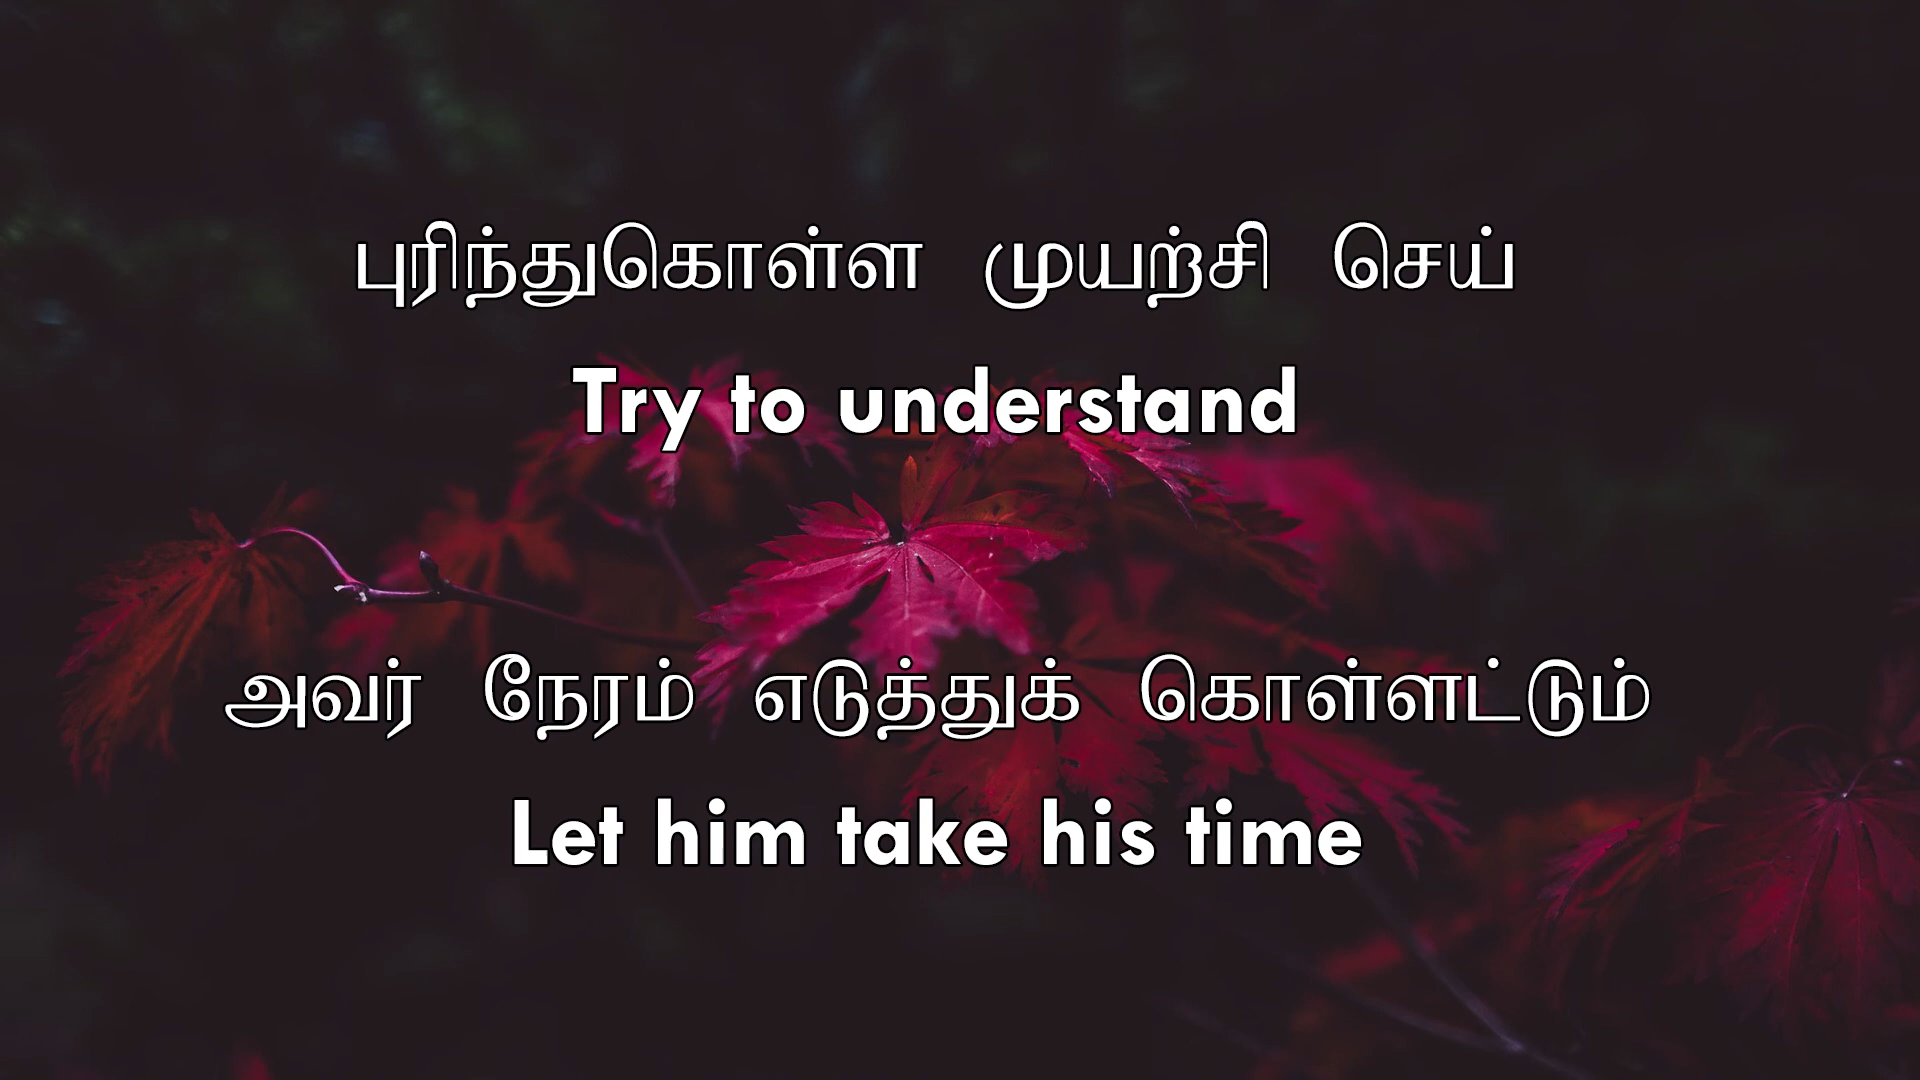 புரிந்துகொள்ள முயற்சி செய்
Try to understand
அவர் நேரம் எடுத்துக் கொள்ளட்டும்
Let him take his time